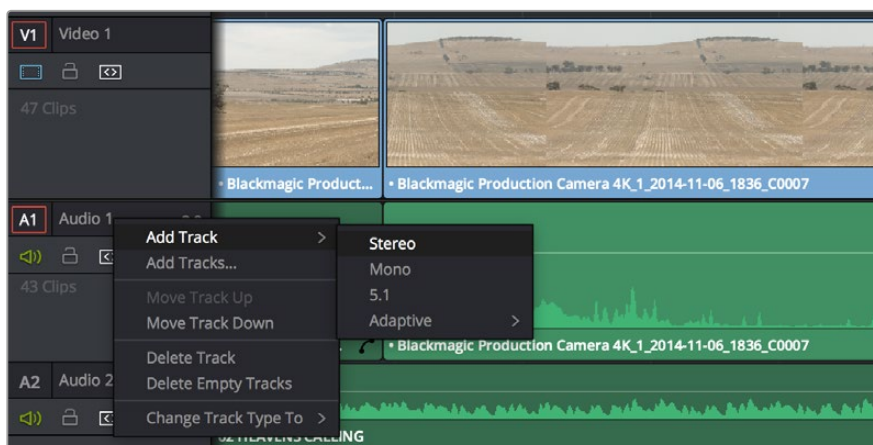 V1 Video 1
47 Clips
• Blackmagic Product... • Blackmagic Production Camera 4K_1_2014-11-06_1836_C0007
A1 Audio 1
43 Clips
Add Track >
Add Tracks...
Move Track Up
Move Track Down
Delete Track
Delete Empty Tracks
Change Track Type To >
Stereo
Mono
5.1
Adaptive >
• Blackmagic Production Camera 4K_1_2014-11-06_1836_C0007
A2 Audio 2
HEAVENS CALLING